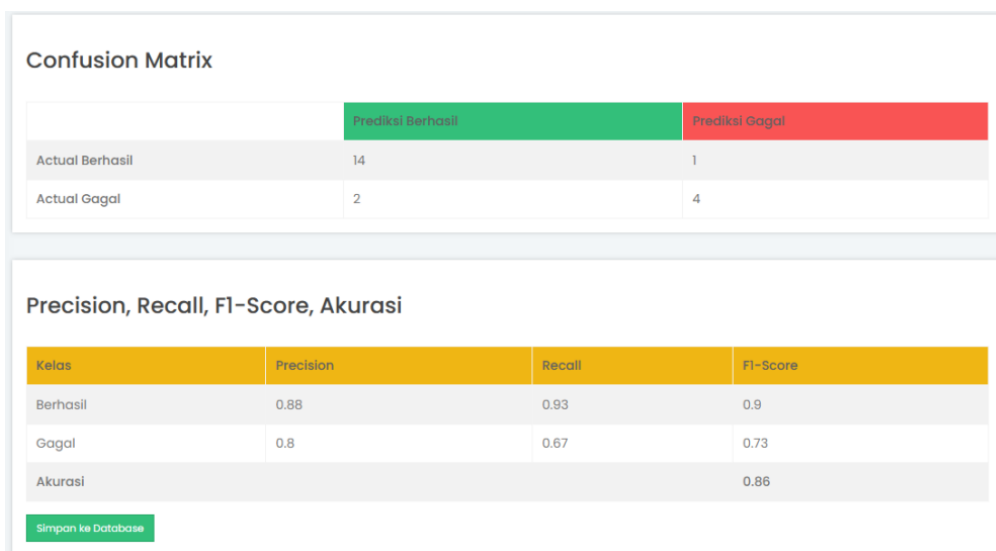 Confusion Matrix
Prediksi Berhasil Prediksi Gagal
Actual Berhasil 14 1
Actual Gagal 2 4
Precision, Recall, F1-Score, Akurasi
Kelas Precision Recall F1-Score
Berhasil 0.88 0.93 0.9
Gagal 0.8 0.67 0.73
Akurasi 0.86
Simpan ke Database